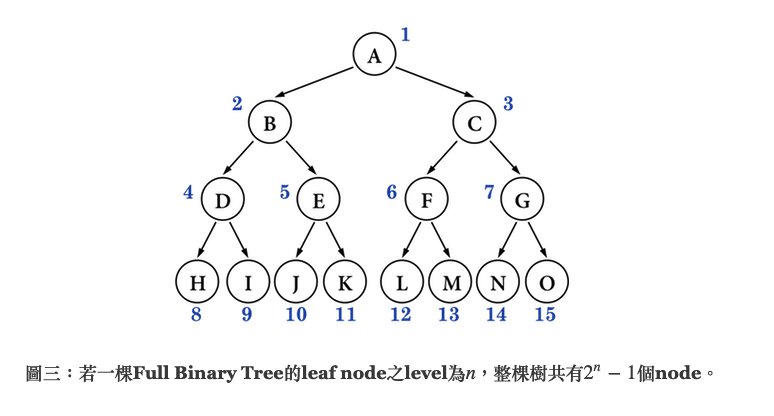 A 1
2 B C 3
4 D 5 E 6 F 7 G
H I J K L M N O
8 9 10 11 12 13 14 15
圖三：若一棵Full Binary Tree的leaf node之level為n，整棵樹共有2ⁿ − 1個node。